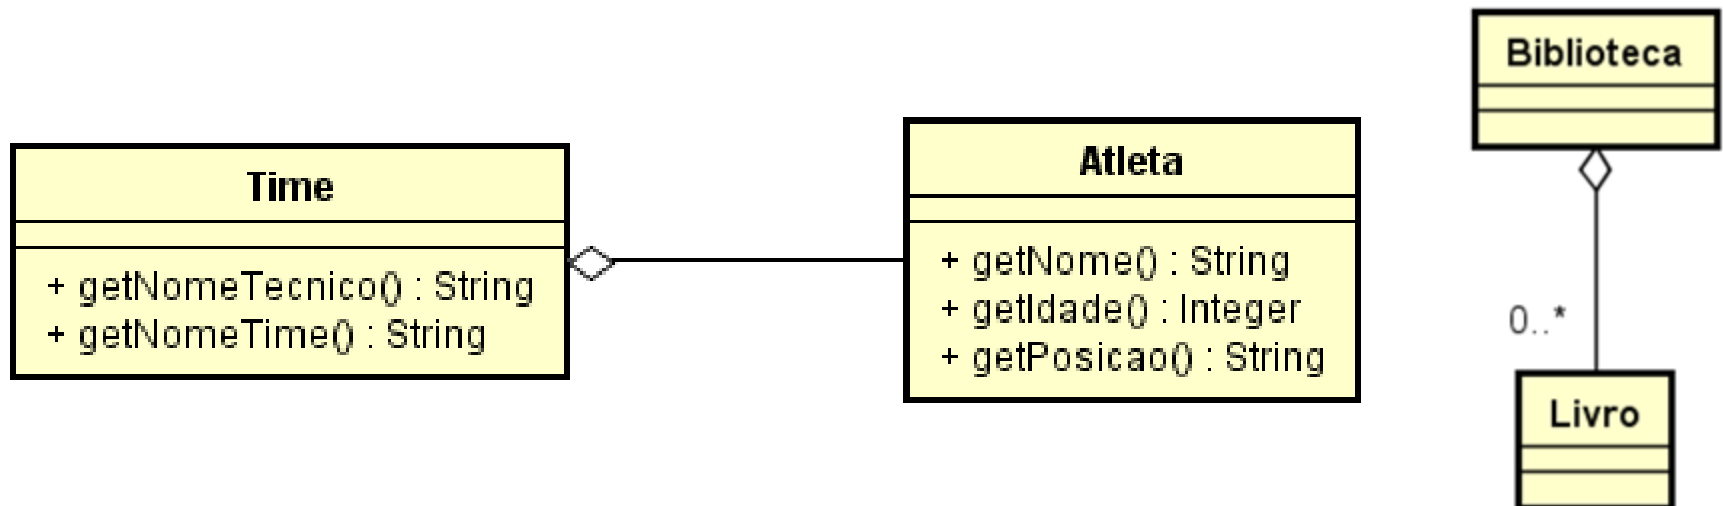 Time
+ getNomeTecnico() : String
+ getNomeTime() : String
Atleta
+ getNome() : String
+ getIdade() : Integer
+ getPosicao() : String
Biblioteca
0..*
Livro